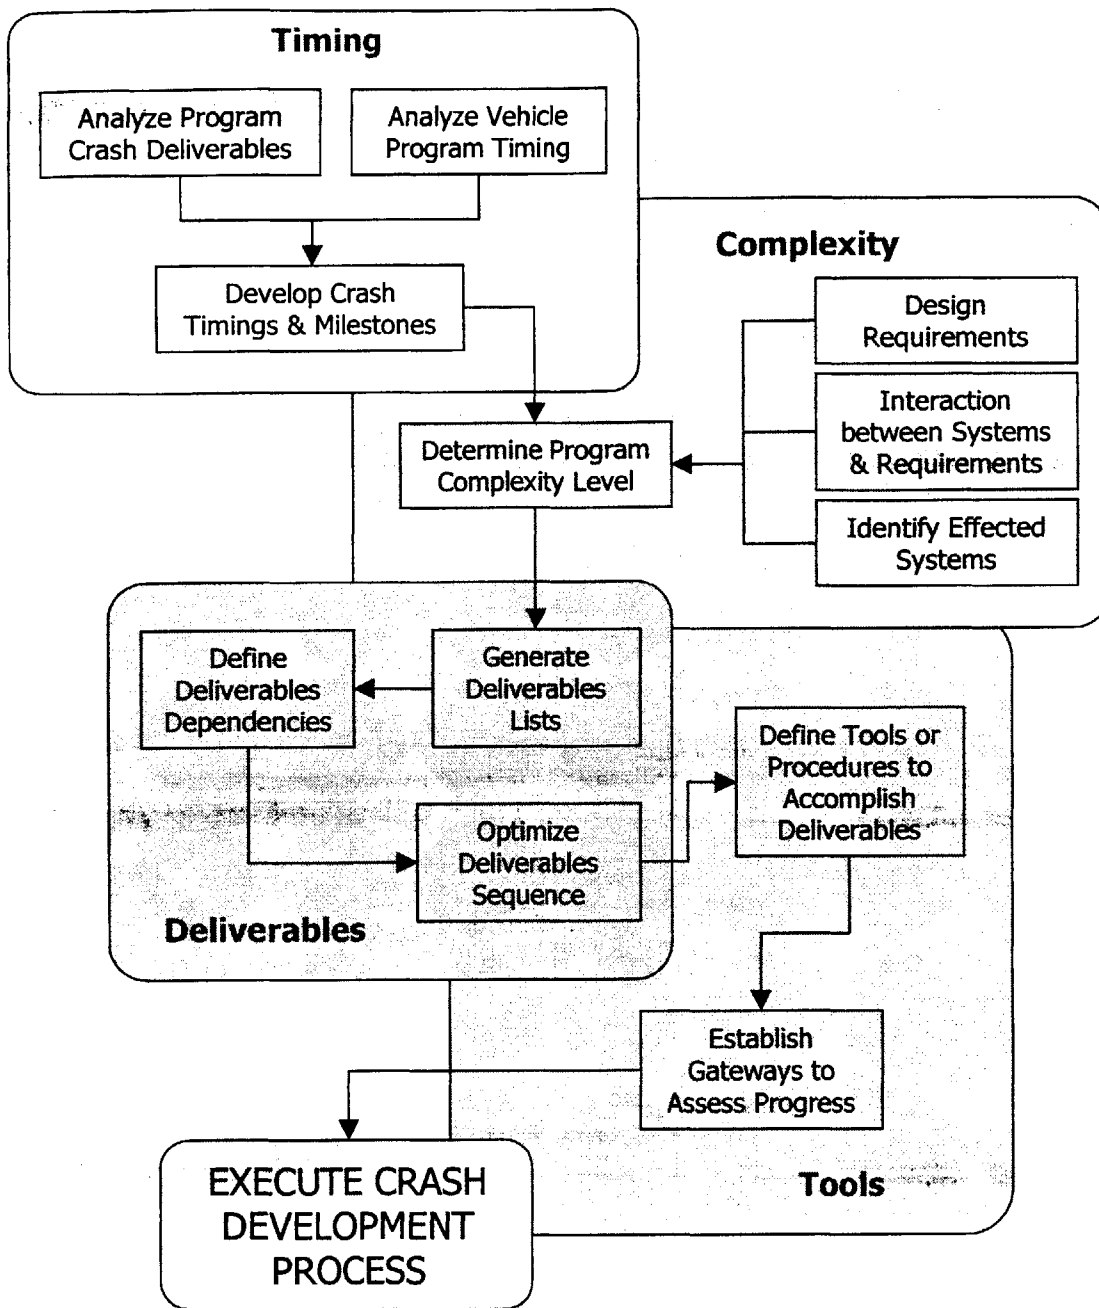 Timing
Analyze Program
Crash Deliverables
Analyze Vehicle
Program Timing
Develop Crash
Timings & Milestones
Complexity
Design
Requirements
Interaction
between Systems
& Requirements
Identify Effected
Systems
Determine Program
Complexity Level
Generate
Deliverables
Lists
Define
Deliverables
Dependencies
Optimize
Deliverables
Sequence
Deliverables
Define Tools or
Procedures to
Accomplish
Deliverables
Establish
Gateways to
Assess Progress
Tools
EXECUTE CRASH
DEVELOPMENT
PROCESS